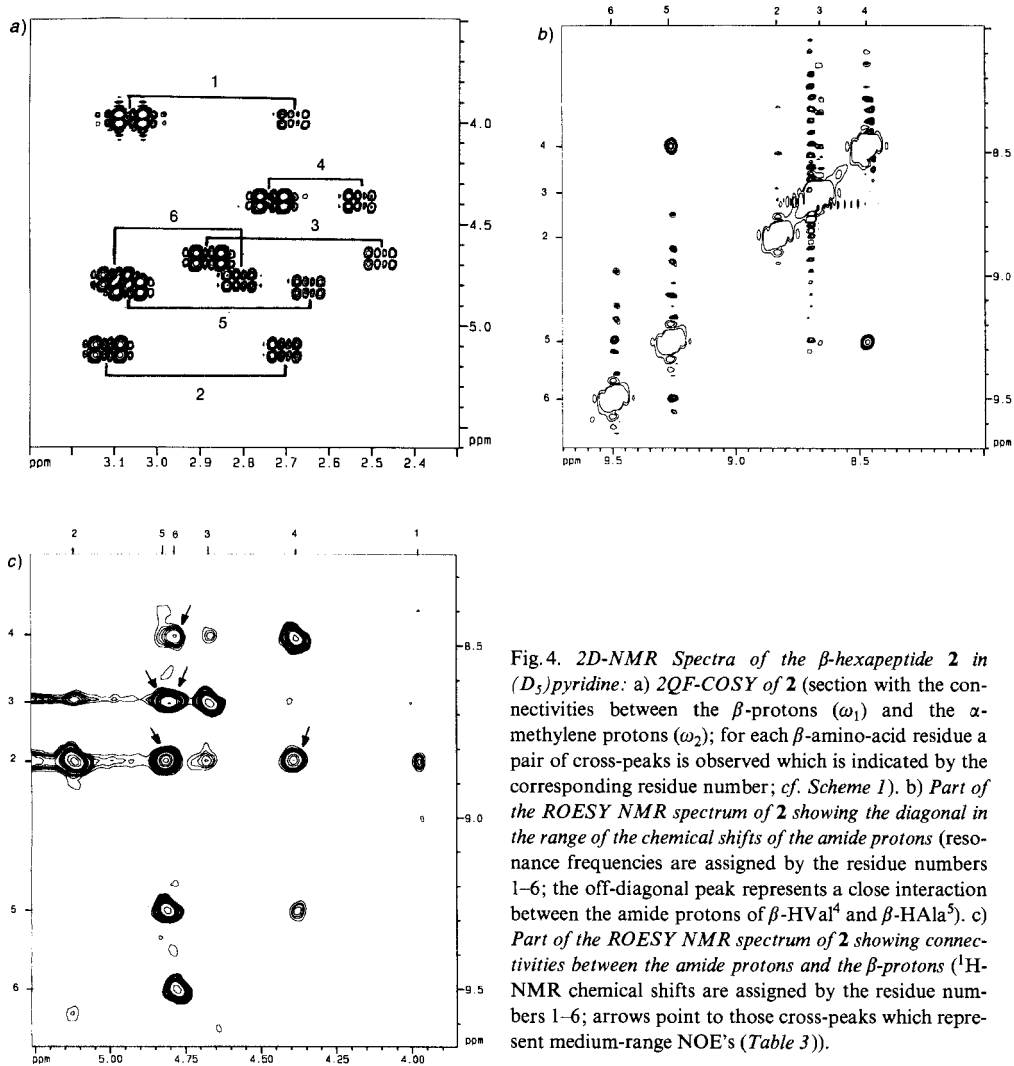 a)
1
4
6
3
5
2
4.0
4.5
5.0
ppm
ppm 3.1 3.0 2.9 2.8 2.7 2.6 2.5 2.4
b)
6 5 2 3 4
4
3
2
5
6
8.5
9.0
9.5
ppm
ppm 9.5 9.0 8.5
c)
2 5 6 3 4 1
4
3
2
5
6
8.5
9.0
9.5
ppm
5.00 4.75 4.50 4.25 4.00
Fig. 4. 2D-NMR Spectra of the β-hexapeptide 2 in
(D5)pyridine: a) 2QF-COSY of 2 (section with the con-
nectivities between the β-protons (ω1) and the α-
methylene protons (ω2); for each β-amino-acid residue a
pair of cross-peaks is observed which is indicated by the
corresponding residue number; cf. Scheme 1). b) Part of
the ROESY NMR spectrum of 2 showing the diagonal in
the range of the chemical shifts of the amide protons (reso-
nance frequencies are assigned by the residue numbers
1–6; the off-diagonal peak represents a close interaction
between the amide protons of β-HVal⁴ and β-HAla⁵). c)
Part of the ROESY NMR spectrum of 2 showing connec-
tivities between the amide protons and the β-protons (¹H-
NMR chemical shifts are assigned by the residue num-
bers 1–6; arrows point to those cross-peaks which repre-
sent medium-range NOE's (Table 3)).